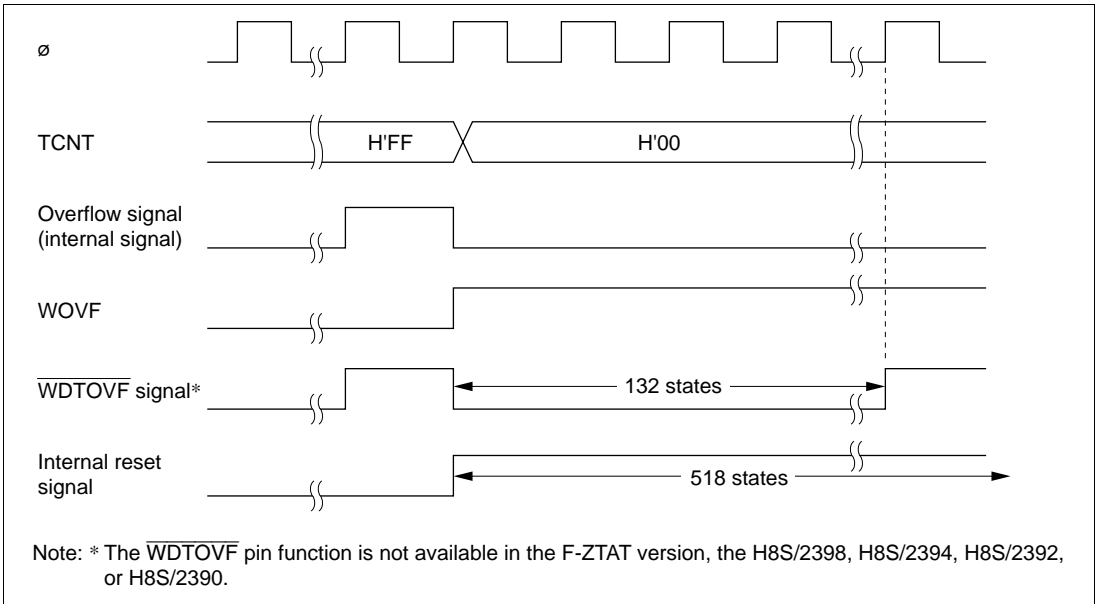 ø
TCNT
H'FF
H'00
Overflow signal
(internal signal)
WOVF
WDTOVF signal*
132 states
Internal reset
signal
518 states
Note: * The WDTOVF pin function is not available in the F-ZTAT version, the H8S/2398, H8S/2394, H8S/2392,
or H8S/2390.